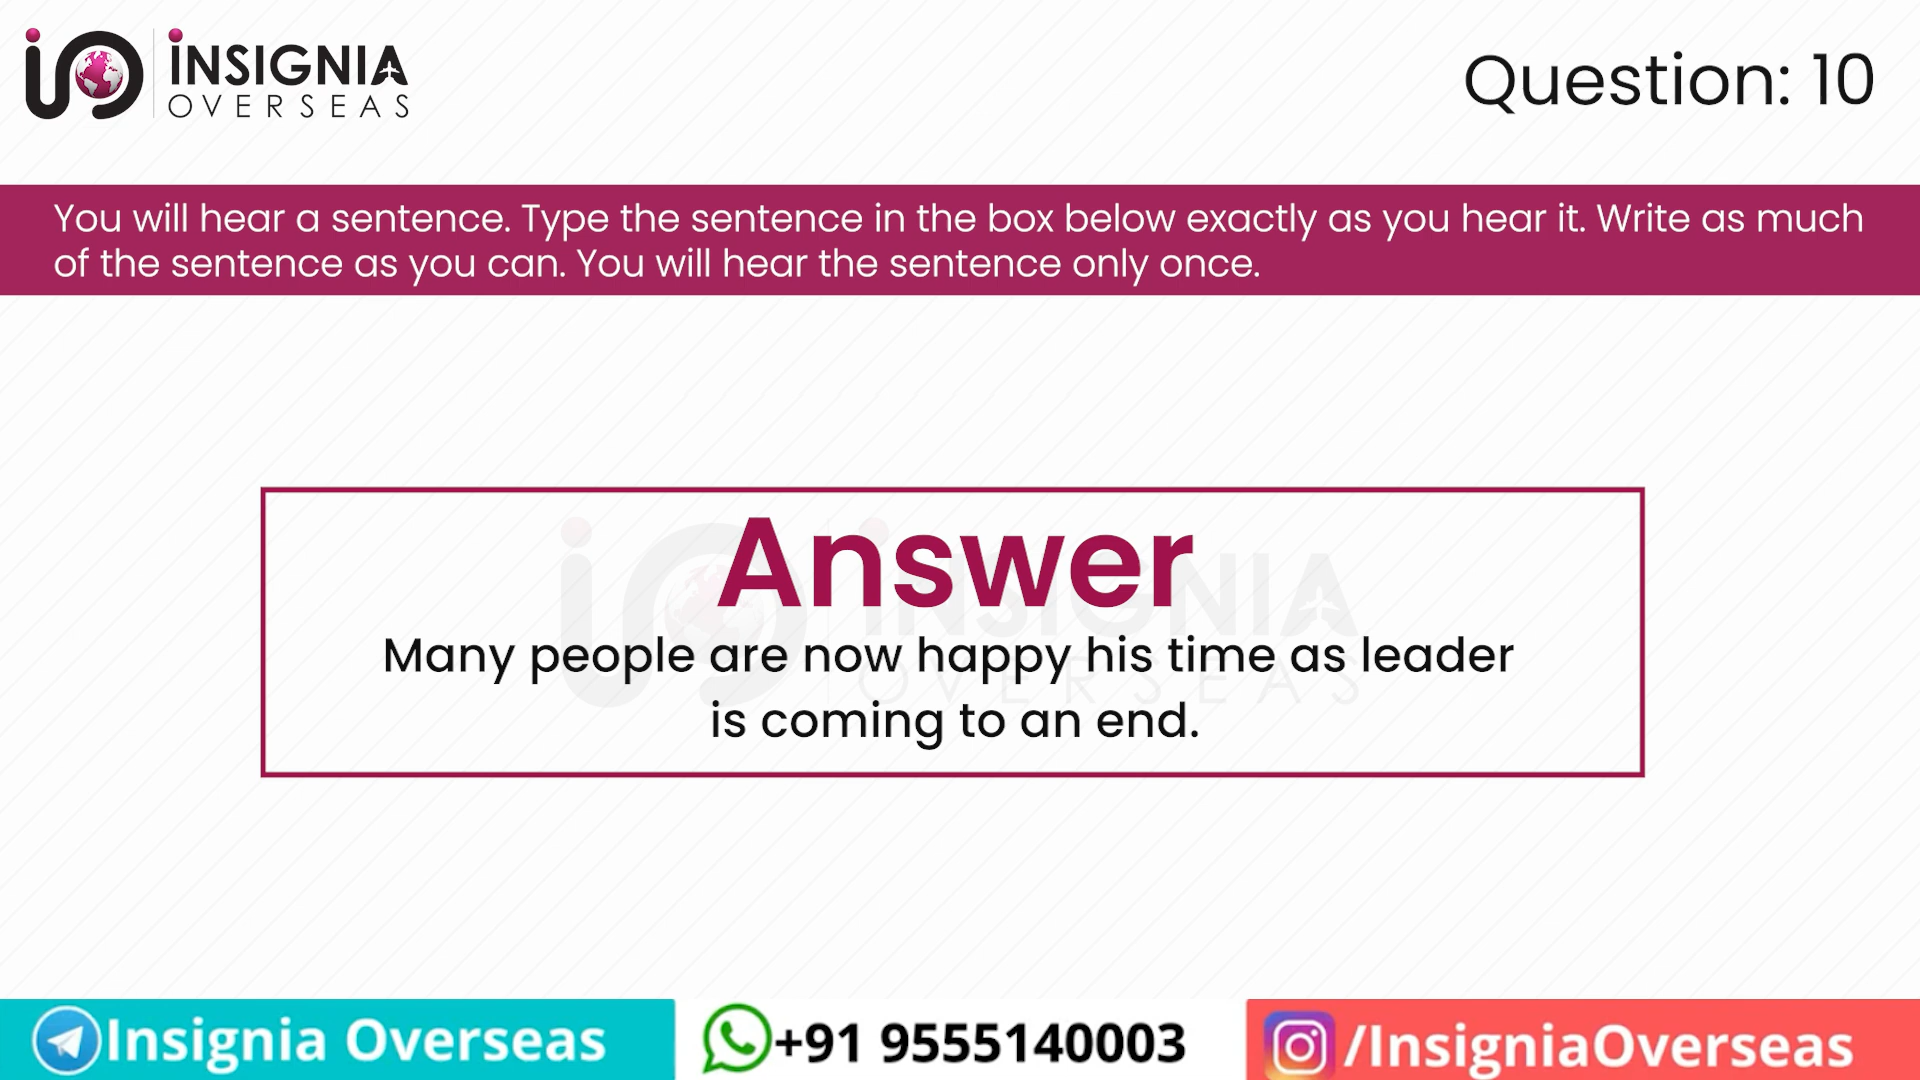 iNSIGNIA
OVERSEAS
Question: 10
You will hear a sentence. Type the sentence in the box below exactly as you hear it. Write as much
of the sentence as you can. You will hear the sentence only once.
iNSIGNIA
OVERSEAS
Answer
Many people are now happy his time as leader
is coming to an end.
Insignia Overseas
+91 9555140003
/InsigniaOverseas